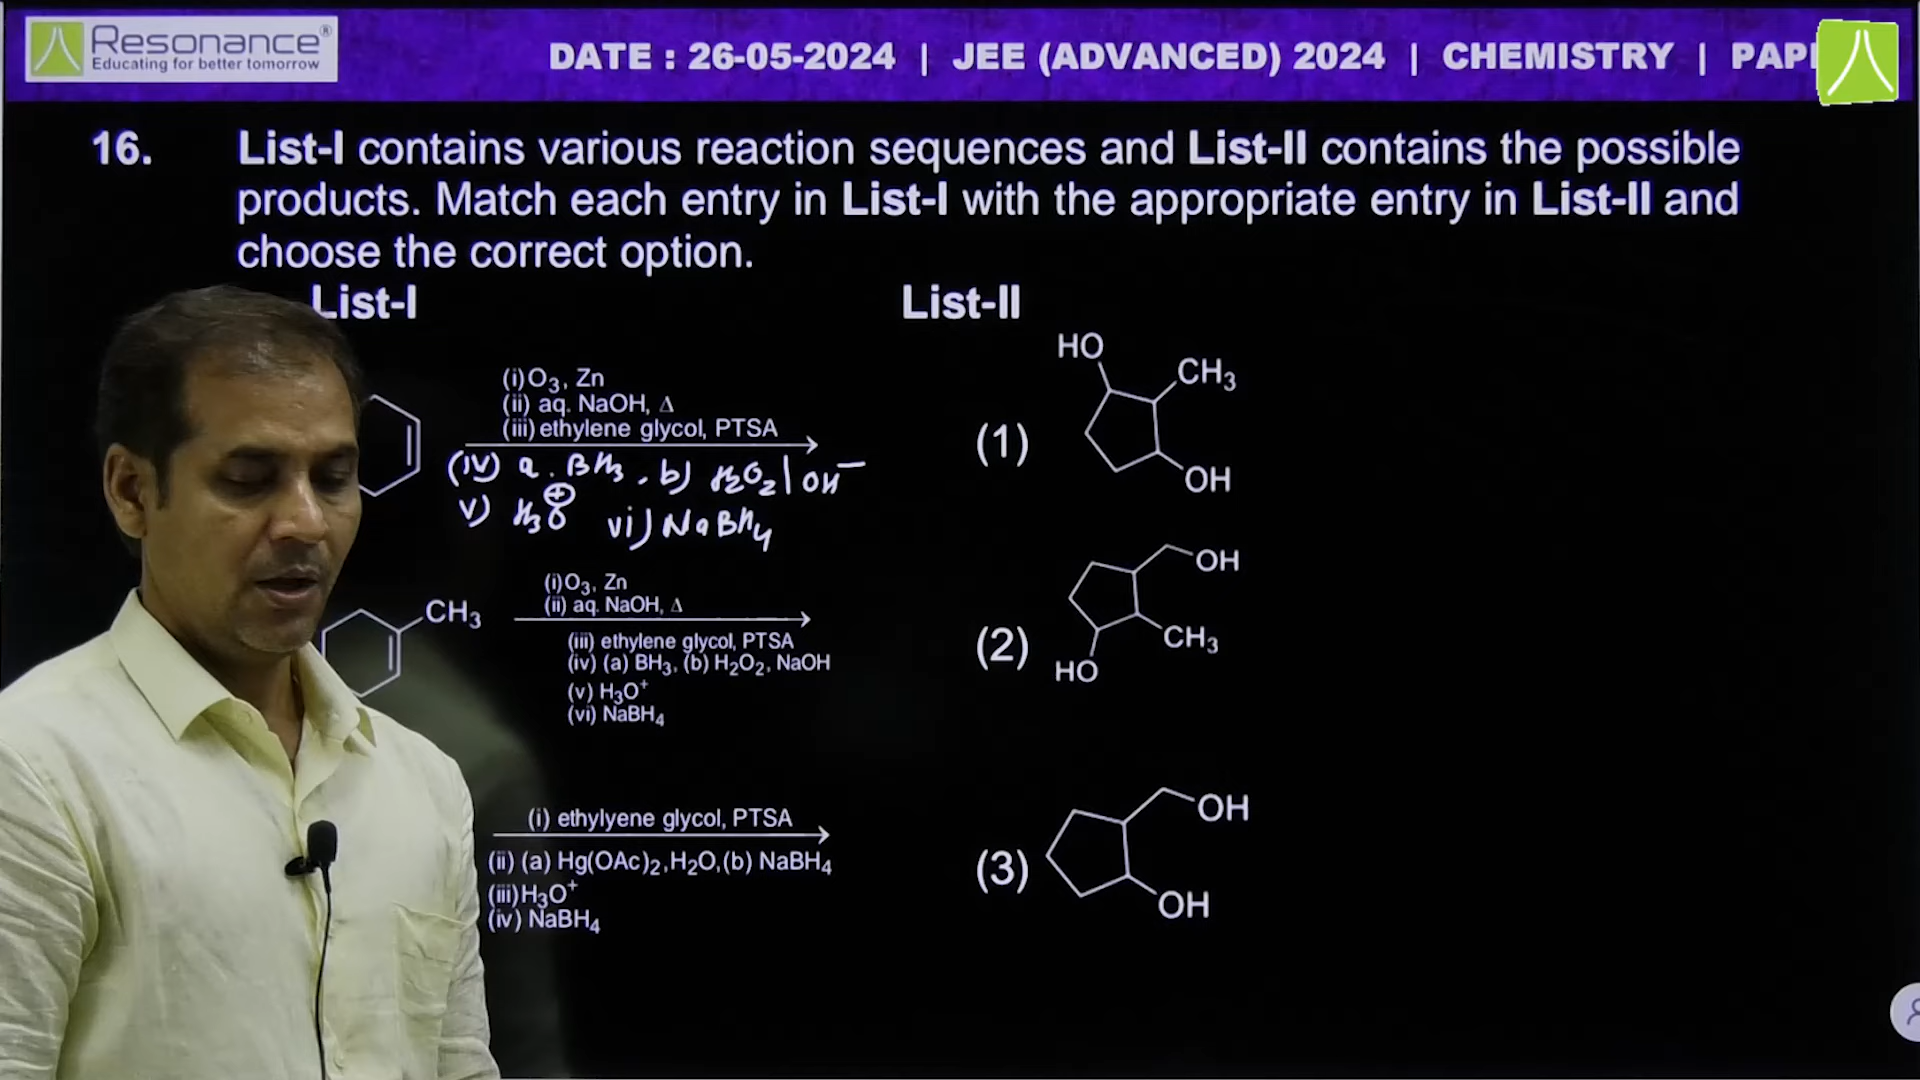 Resonance®
Educating for better tomorrow
DATE : 26-05-2024 | JEE (ADVANCED) 2024 | CHEMISTRY |
16. List-I contains various reaction sequences and List-II contains the possible
products. Match each entry in List-I with the appropriate entry in List-II and
choose the correct option.
List-I
List-II
(i)O3, Zn
(ii) aq. NaOH, Δ
(iii) ethylene glycol, PTSA
(iv) a. BH3, b) H2O2 | OH−
v) H3O⊕ vi) NaBH4
(1)
HO
CH3
OH
CH3
(i)O3, Zn
(ii) aq. NaOH, Δ
(iii) ethylene glycol, PTSA
(iv) (a) BH3, (b) H2O2, NaOH
(v) H3O+
(vi) NaBH4
(2)
OH
CH3
HO
(i) ethylyene glycol, PTSA
(ii) (a) Hg(OAc)2,H2O,(b) NaBH4
(iii)H3O+
(iv) NaBH4
(3)
OH
OH